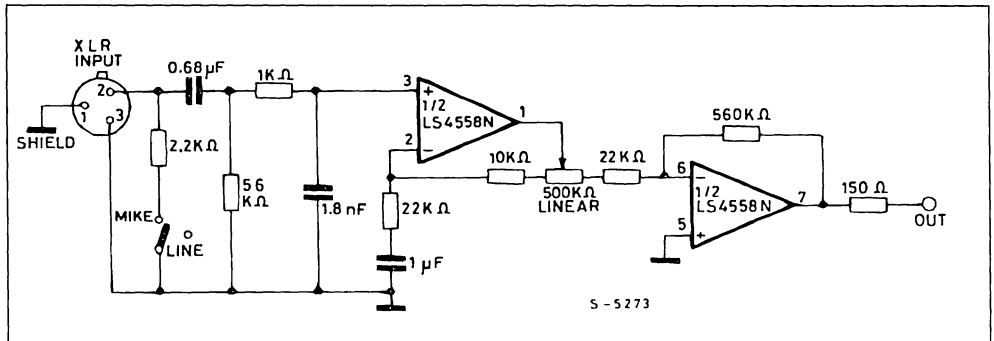 XLR
INPUT
2
1
3
SHIELD
0.68µF
2.2KΩ
MIKE
LINE
56
KΩ
1KΩ
1.8 nF
3
+
1/2
LS4558N
1
2
−
22KΩ
1 µF
10KΩ
500KΩ
LINEAR
22KΩ
560KΩ
6
−
1/2
LS4558N
7
5
+
150 Ω
OUT
S-5273